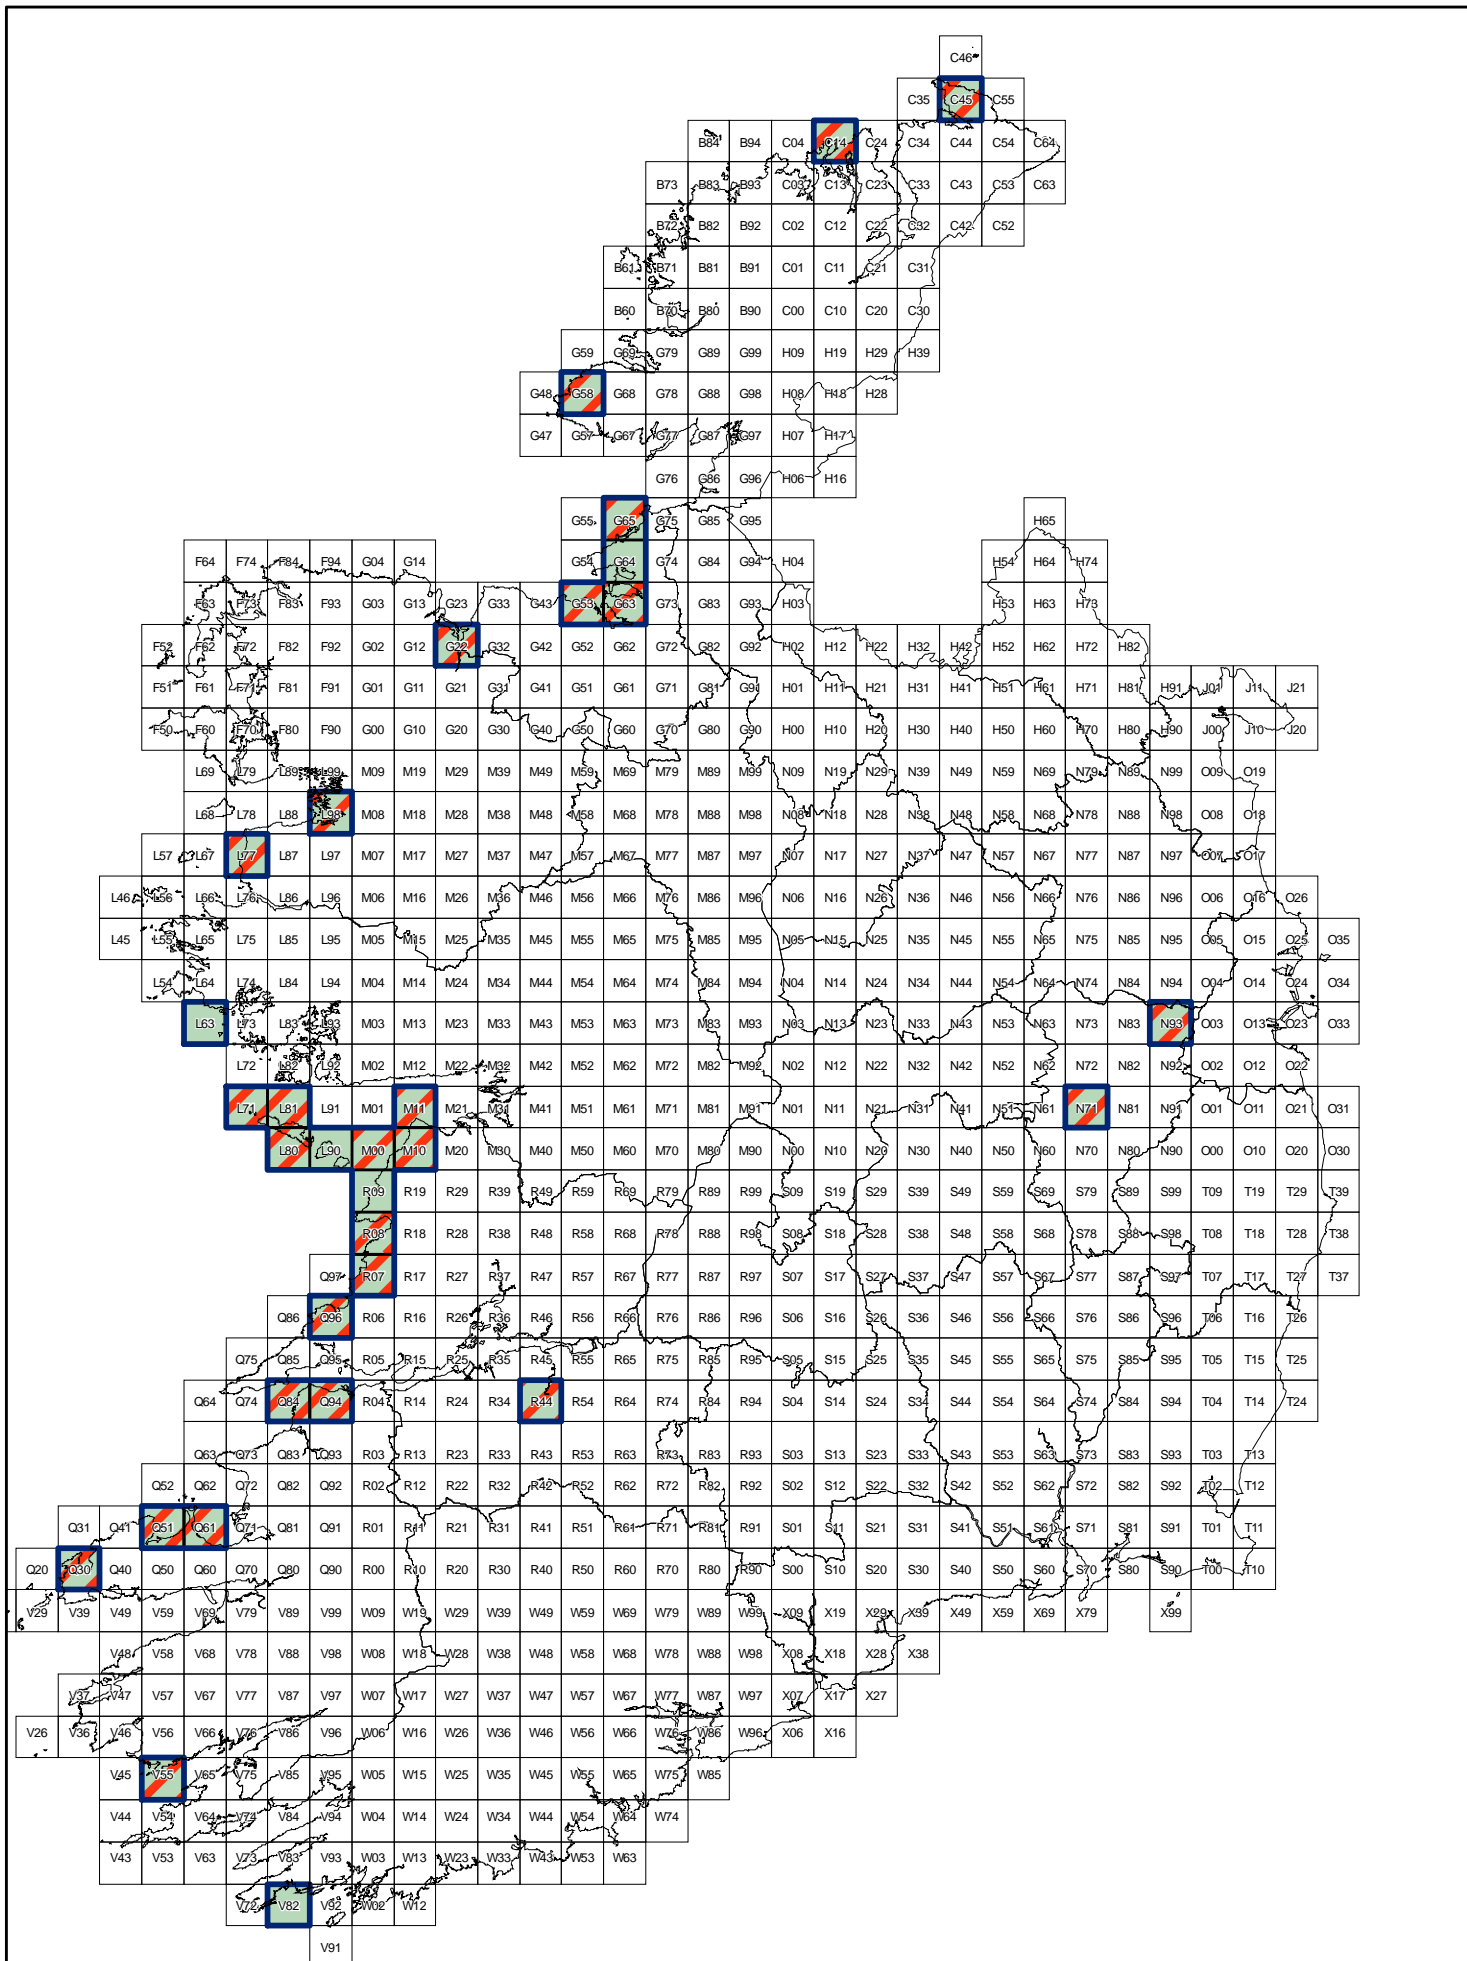 C46
C35 C45 C55
B84 B94 C04 C14 C24 C34 C44 C54 C64
B73 B83 B93 C03 C13 C23 C33 C43 C53 C63
B72 B82 B92 C02 C12 C22 C32 C42 C52
B61 B71 B81 B91 C01 C11 C21 C31
B60 B70 B80 B90 C00 C10 C20 C30
G59 G69 G79 G89 G99 H09 H19 H29 H39
G48 G58 G68 G78 G88 G98 H08 H18 H28
G47 G57 G67 G77 G87 G97 H07 H17
G76 G86 G96 H06 H16
G55 G65 G75 G85 G95 H65
F64 F74 F84 F94 G04 G14 G54 G64 G74 G84 G94 H04 H54 H64 H74
F63 F73 F83 F93 G03 G13 G23 G33 G43 G53 G63 G73 G83 G93 H03 H53 H63 H73
F52 F62 F72 F82 F92 G02 G12 G22 G32 G42 G52 G62 G72 G82 G92 H02 H12 H22 H32 H42 H52 H62 H72 H82
F51 F61 F71 F81 F91 G01 G11 G21 G31 G41 G51 G61 G71 G81 G91 H01 H11 H21 H31 H41 H51 H61 H71 H81 H91 J01 J11 J21
F50 F60 F70 F80 F90 G00 G10 G20 G30 G40 G50 G60 G70 G80 G90 H00 H10 H20 H30 H40 H50 H60 H70 H80 H90 J00 J10 J20
L69 L79 L89 L99 M09 M19 M29 M39 M49 M59 M69 M79 M89 M99 N09 N19 N29 N39 N49 N59 N69 N79 N89 N99 O09 O19
L68 L78 L88 L98 M08 M18 M28 M38 M48 M58 M68 M78 M88 M98 N08 N18 N28 N38 N48 N58 N68 N78 N88 N98 O08 O18
L57 L67 L77 L87 L97 M07 M17 M27 M37 M47 M57 M67 M77 M87 M97 N07 N17 N27 N37 N47 N57 N67 N77 N87 N97 O07 O17
L46 L56 L66 L76 L86 L96 M06 M16 M26 M36 M46 M56 M66 M76 M86 M96 N06 N16 N26 N36 N46 N56 N66 N76 N86 N96 O06 O16 O26
L45 L55 L65 L75 L85 L95 M05 M15 M25 M35 M45 M55 M65 M75 M85 M95 N05 N15 N25 N35 N45 N55 N65 N75 N85 N95 O05 O15 O25 O35
L54 L64 L74 L84 L94 M04 M14 M24 M34 M44 M54 M64 M74 M84 M94 N04 N14 N24 N34 N44 N54 N64 N74 N84 N94 O04 O14 O24 O34
L63 L73 L83 L93 M03 M13 M23 M33 M43 M53 M63 M73 M83 M93 N03 N13 N23 N33 N43 N53 N63 N73 N83 N93 O03 O13 O23 O33
L72 L82 L92 M02 M12 M22 M32 M42 M52 M62 M72 M82 M92 N02 N12 N22 N32 N42 N52 N62 N72 N82 N92 O02 O12 O22
L71 L81 L91 M01 M11 M21 M31 M41 M51 M61 M71 M81 M91 N01 N11 N21 N31 N41 N51 N61 N71 N81 N91 O01 O11 O21 O31
L80 L90 M00 M10 M20 M30 M40 M50 M60 M70 M80 M90 N00 N10 N20 N30 N40 N50 N60 N70 N80 N90 O00 O10 O20 O30
R09 R19 R29 R39 R49 R59 R69 R79 R89 R99 S09 S19 S29 S39 S49 S59 S69 S79 S89 S99 T09 T19 T29 T39
R08 R18 R28 R38 R48 R58 R68 R78 R88 R98 S08 S18 S28 S38 S48 S58 S68 S78 S88 S98 T08 T18 T28 T38
Q97 R07 R17 R27 R37 R47 R57 R67 R77 R87 R97 S07 S17 S27 S37 S47 S57 S67 S77 S87 S97 T07 T17 T27 T37
Q86 Q96 R06 R16 R26 R36 R46 R56 R66 R76 R86 R96 S06 S16 S26 S36 S46 S56 S66 S76 S86 S96 T06 T16 T26
Q75 Q85 Q95 R05 R15 R25 R35 R45 R55 R65 R75 R85 R95 S05 S15 S25 S35 S45 S55 S65 S75 S85 S95 T05 T15 T25
Q64 Q74 Q84 Q94 R04 R14 R24 R34 R44 R54 R64 R74 R84 R94 S04 S14 S24 S34 S44 S54 S64 S74 S84 S94 T04 T14 T24
Q63 Q73 Q83 Q93 R03 R13 R23 R33 R43 R53 R63 R73 R83 R93 S03 S13 S23 S33 S43 S53 S63 S73 S83 S93 T03 T13
Q52 Q62 Q72 Q82 Q92 R02 R12 R22 R32 R42 R52 R62 R72 R82 R92 S02 S12 S22 S32 S42 S52 S62 S72 S82 S92 T02 T12
Q31 Q41 Q51 Q61 Q71 Q81 Q91 R01 R11 R21 R31 R41 R51 R61 R71 R81 R91 S01 S11 S21 S31 S41 S51 S61 S71 S81 S91 T01 T11
Q20 Q30 Q40 Q50 Q60 Q70 Q80 Q90 R00 R10 R20 R30 R40 R50 R60 R70 R80 R90 S00 S10 S20 S30 S40 S50 S60 S70 S80 S90 T00 T10
V29 V39 V49 V59 V69 V79 V89 V99 W09 W19 W29 W39 W49 W59 W69 W79 W89 W99 X09 X19 X29 X39 X49 X59 X69 X79 X99
V48 V58 V68 V78 V88 V98 W08 W18 W28 W38 W48 W58 W68 W78 W88 W98 X08 X18 X28 X38
V37 V47 V57 V67 V77 V87 V97 W07 W17 W27 W37 W47 W57 W67 W77 W87 W97 X07 X17 X27
V26 V36 V46 V56 V66 V76 V86 V96 W06 W16 W26 W36 W46 W56 W66 W76 W86 W96 X06 X16
V45 V55 V65 V75 V85 V95 W05 W15 W25 W35 W45 W55 W65 W75 W85
V44 V54 V64 V74 V84 V94 W04 W14 W24 W34 W44 W54 W64 W74
V43 V53 V63 V73 V83 V93 W03 W13 W23 W33 W43 W53 W63
V72 V82 V92 W02 W12
V91